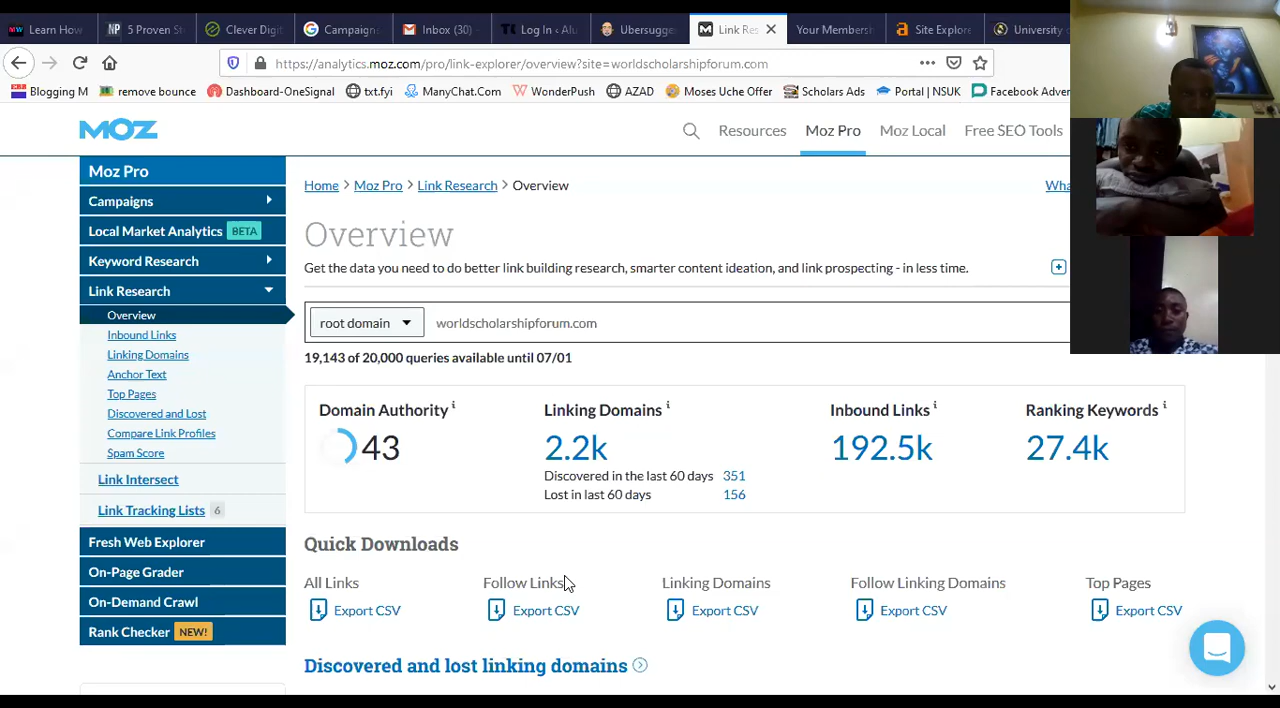 Learn How
5 Proven St
Clever Digit
Campaign
Inbox (30)
Log In ‹ Alu
Ubersugge
Link Res
Your Members
Site Explore
University
https://analytics.moz.com/pro/link-explorer/overview?site=worldscholarshipforum.com
Blogging M
remove bounce
Dashboard-OneSignal
txt.fyi
ManyChat.Com
WonderPush
AZAD
Moses Uche Offer
Scholars Ads
Portal | NSUK
Facebook Adver
MOZ
Resources
Moz Pro
Moz Local
Free SEO Tools
Moz Pro
Campaigns
Local Market Analytics BETA
Keyword Research
Link Research
Overview
Inbound Links
Linking Domains
Anchor Text
Top Pages
Discovered and Lost
Compare Link Profiles
Spam Score
Link Intersect
Link Tracking Lists 6
Fresh Web Explorer
On-Page Grader
On-Demand Crawl
Rank Checker NEW!
Home > Moz Pro > Link Research > Overview
Wha
Overview
Get the data you need to do better link building research, smarter content ideation, and link prospecting - in less time.
root domain
worldscholarshipforum.com
19,143 of 20,000 queries available until 07/01
Domain Authority
43
Linking Domains
2.2k
Discovered in the last 60 days 351
Lost in last 60 days 156
Inbound Links
192.5k
Ranking Keywords
27.4k
Quick Downloads
All Links
Export CSV
Follow Links
Export CSV
Linking Domains
Export CSV
Follow Linking Domains
Export CSV
Top Pages
Export CSV
Discovered and lost linking domains